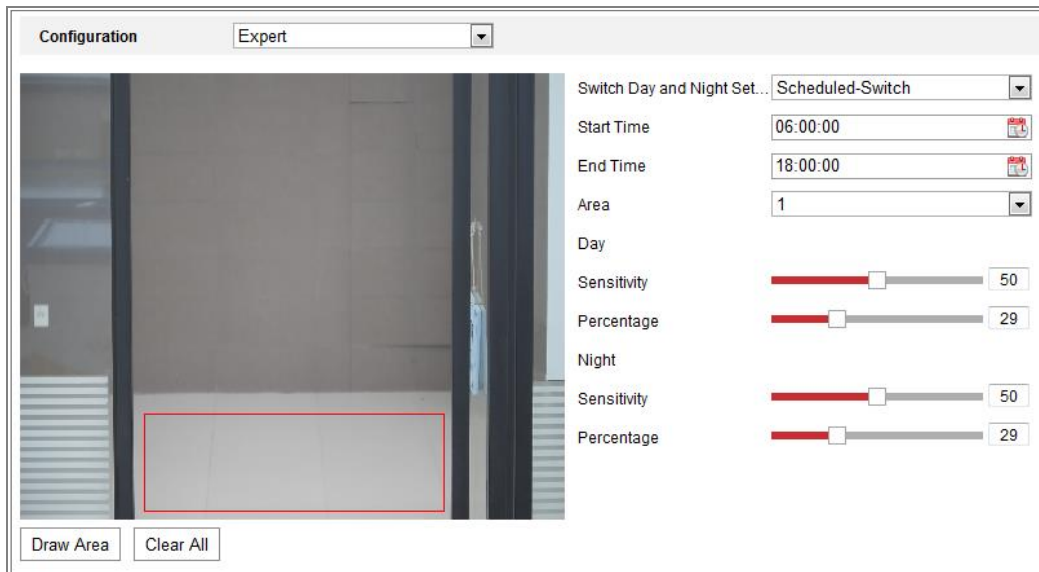 Configuration Expert
Switch Day and Night Set... Scheduled-Switch
Start Time 06:00:00
End Time 18:00:00
Area 1
Day
Sensitivity 50
Percentage 29
Night
Sensitivity 50
Percentage 29
Draw Area Clear All